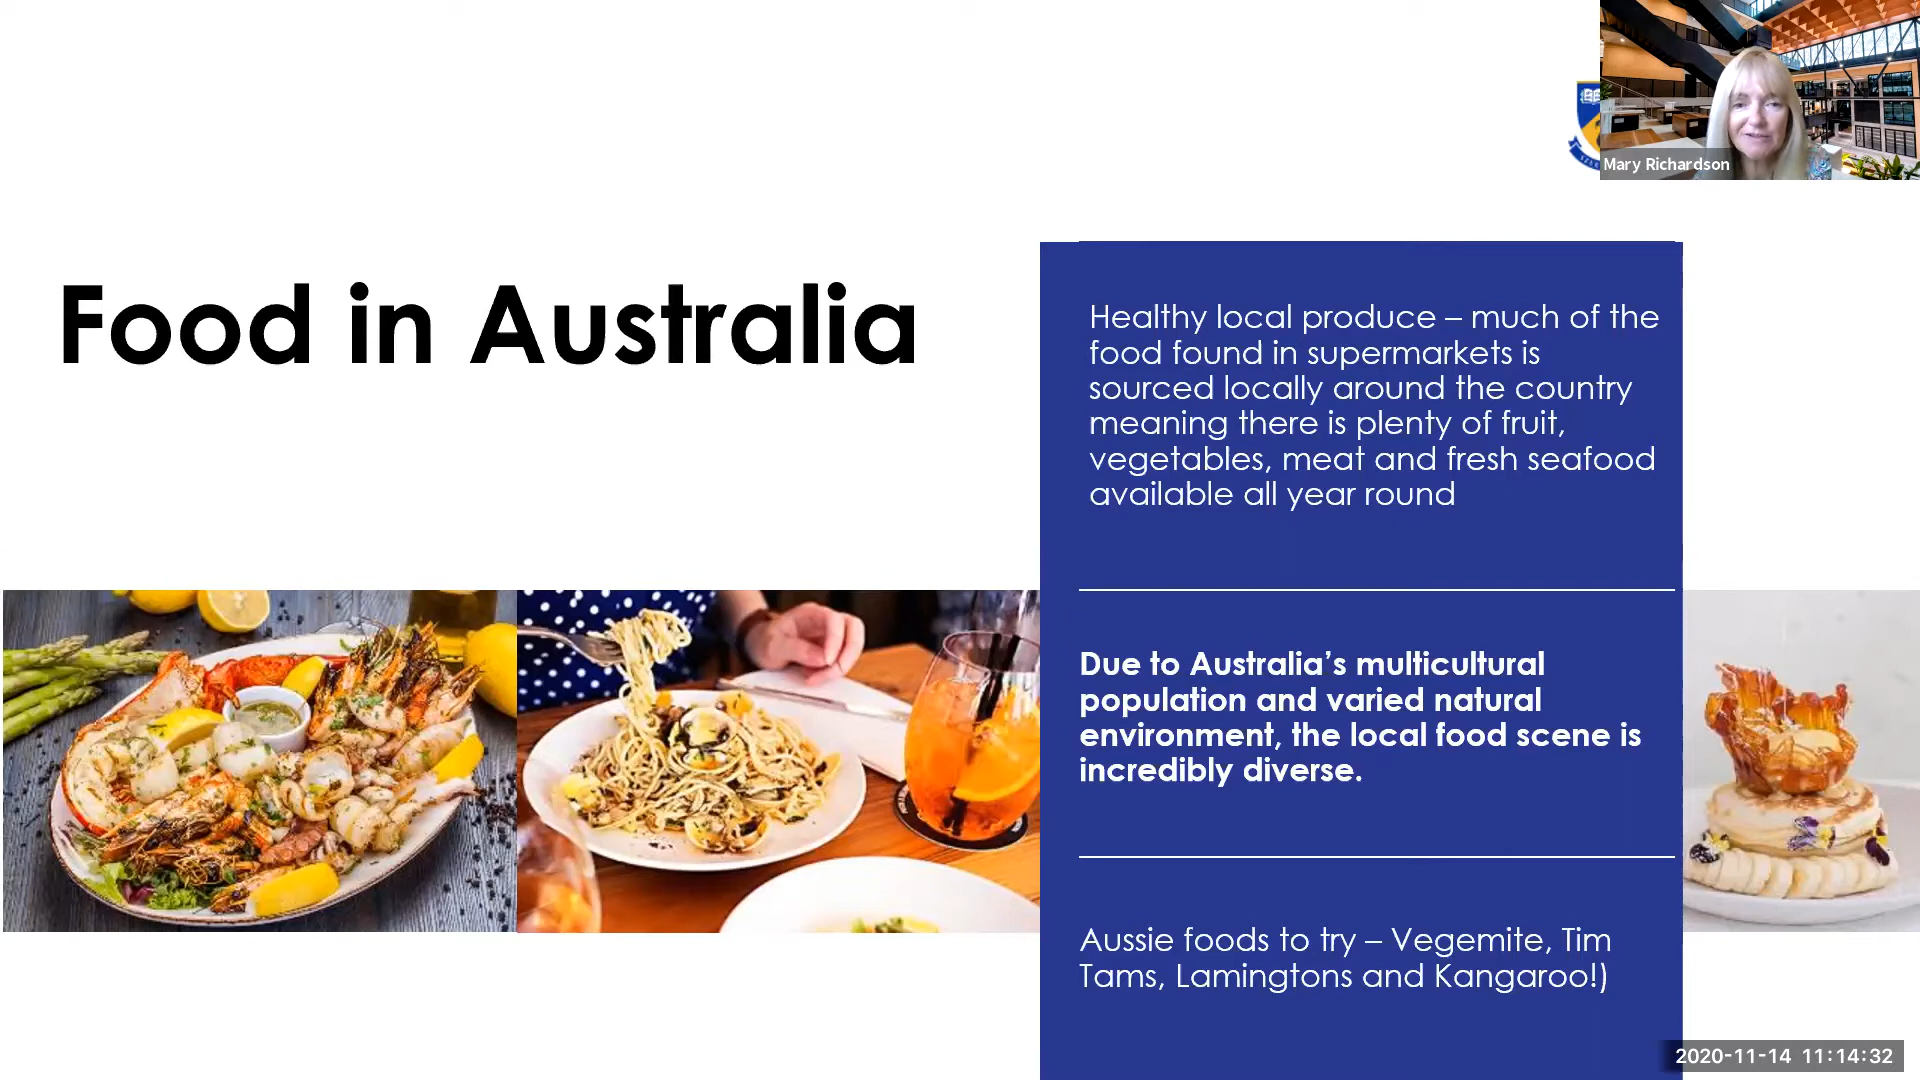 Mary Richardson
Food in Australia
Healthy local produce – much of the
food found in supermarkets is
sourced locally around the country
meaning there is plenty of fruit,
vegetables, meat and fresh seafood
available all year round
Due to Australia’s multicultural
population and varied natural
environment, the local food scene is
incredibly diverse.
Aussie foods to try – Vegemite, Tim
Tams, Lamingtons and Kangaroo!)
2020-11-14 11:14:32